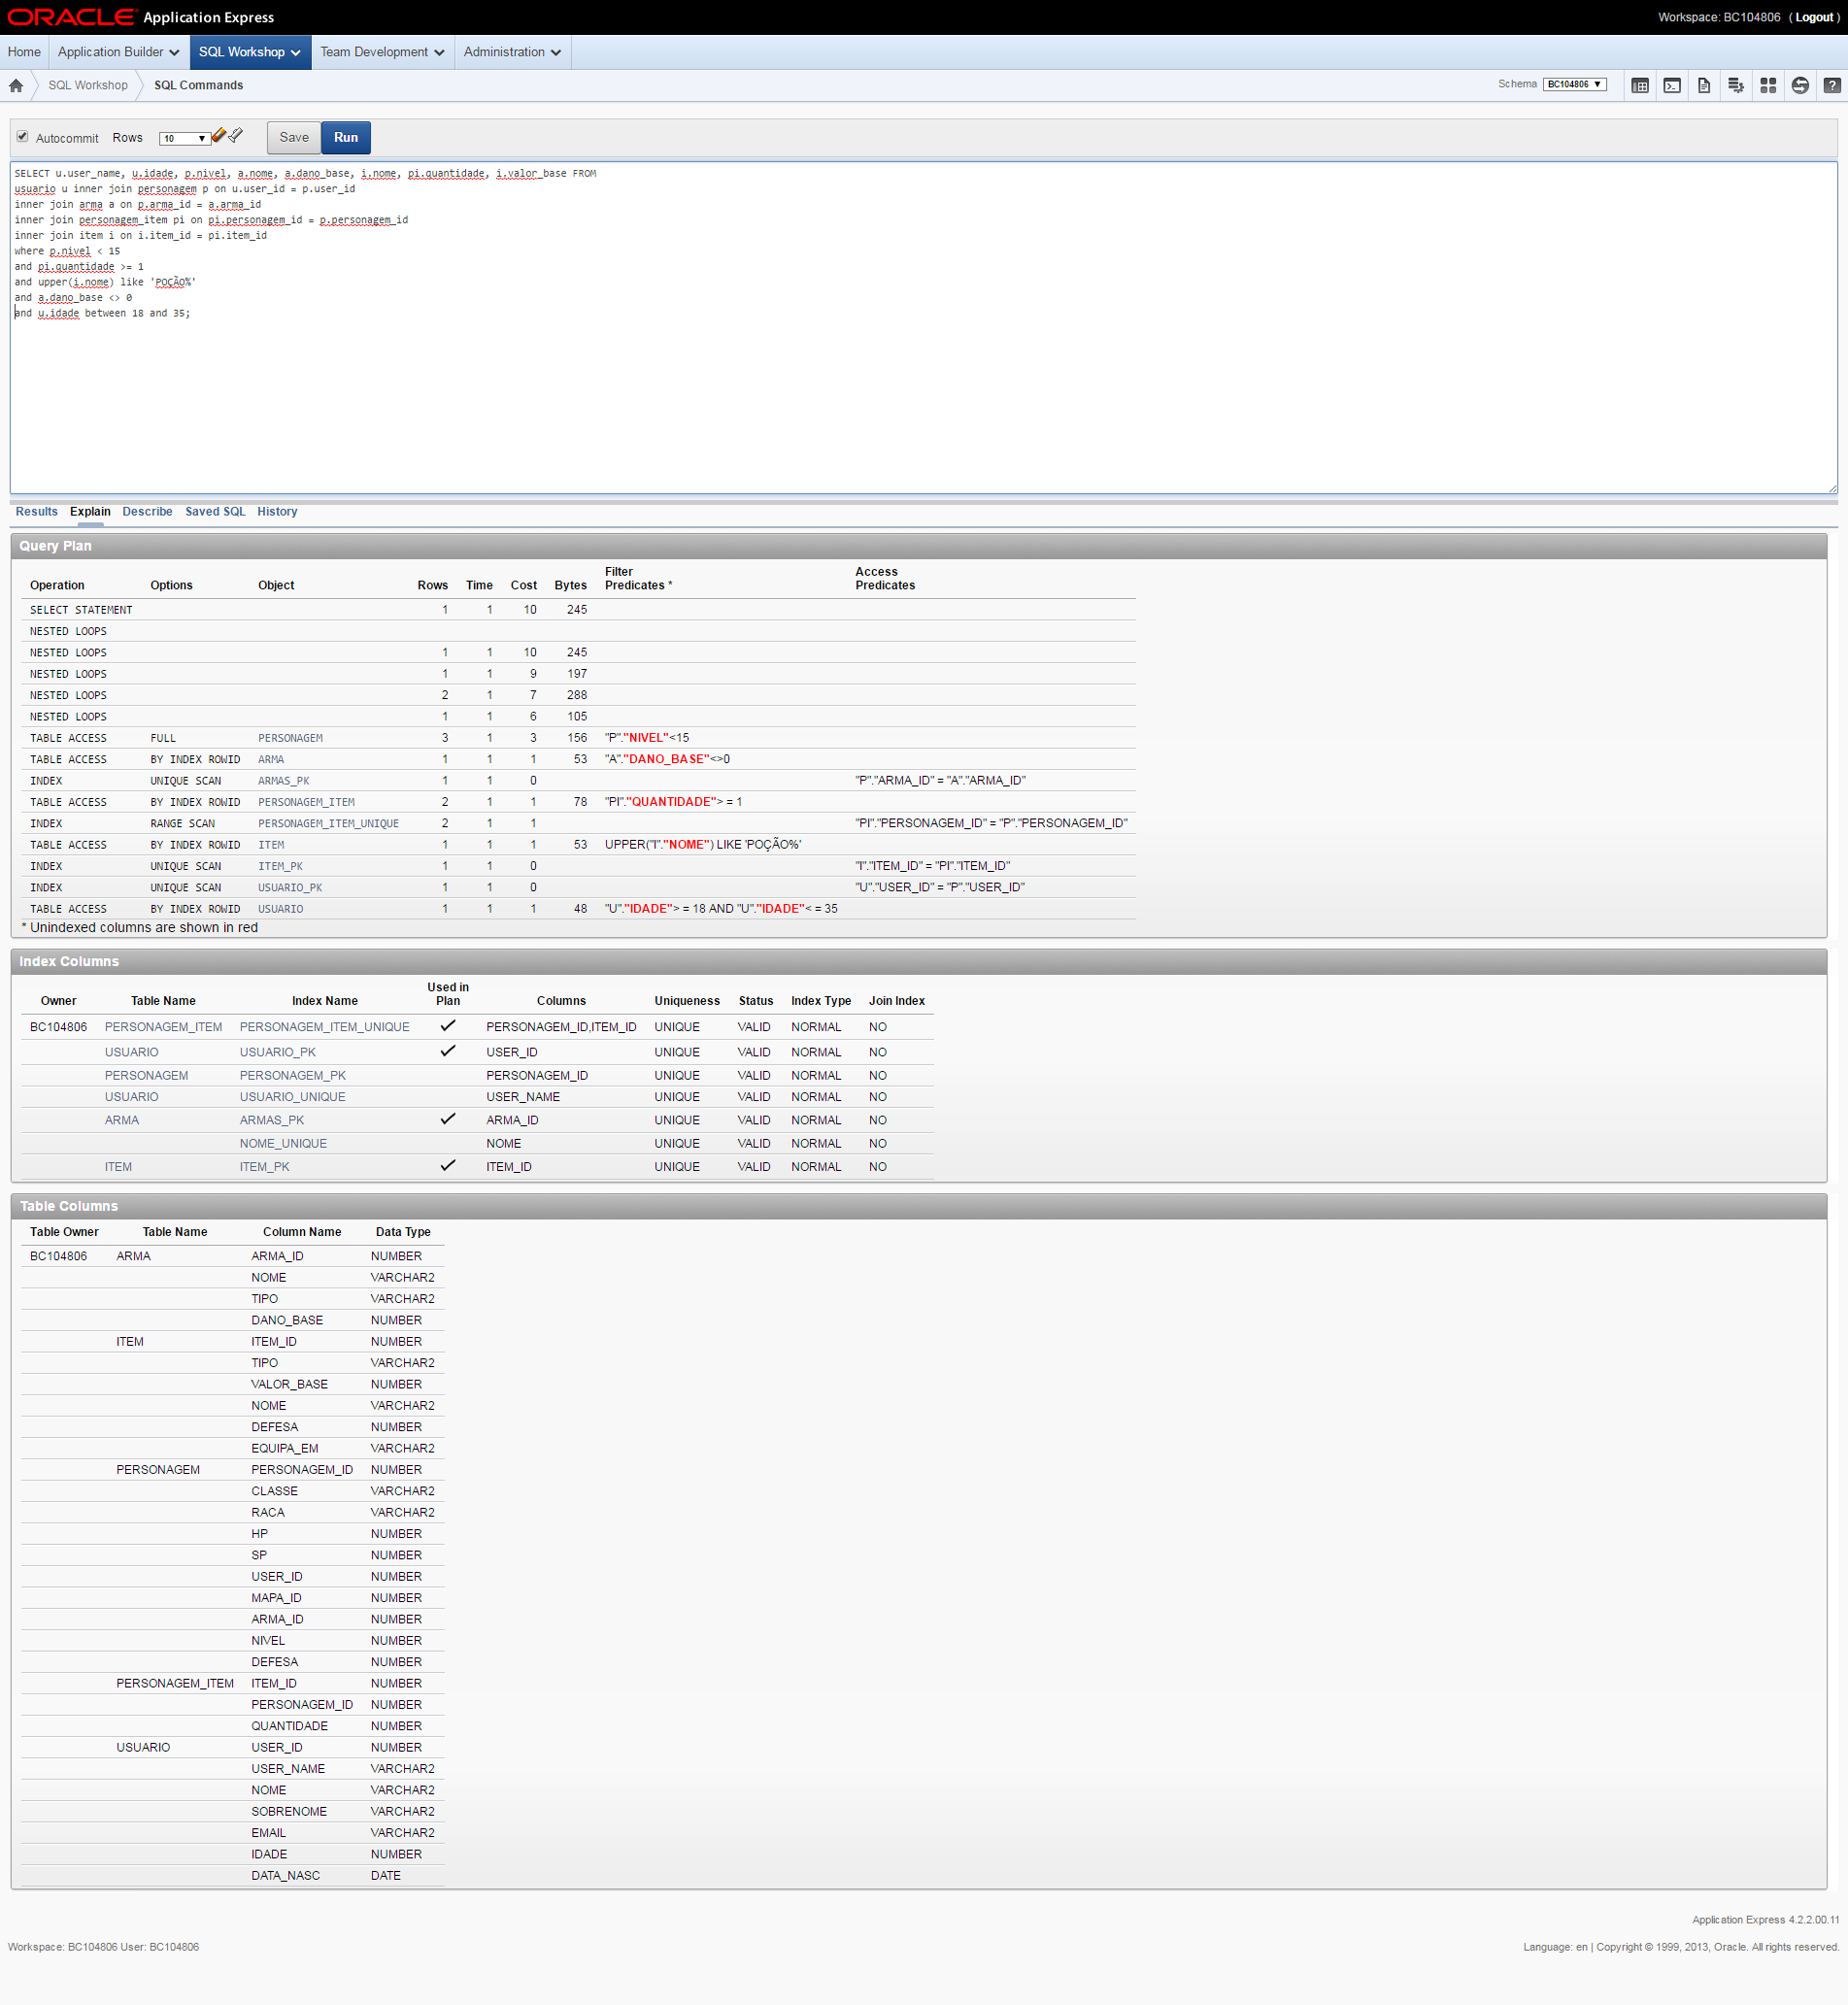 ORACLE Application Express
Workspace: BC104806 ( Logout )
Home Application Builder SQL Workshop Team Development Administration
SQL Workshop SQL Commands
Schema BC104806
Autocommit Rows 10 Save Run
SELECT u.user_name, u.idade, p.nivel, a.nome, a.dano_base, i.nome, pi.quantidade, i.valor_base FROM
usuario u inner join personagem p on u.user_id = p.user_id
inner join arma a on p.arma_id = a.arma_id
inner join personagem_item pi on pi.personagem_id = p.personagem_id
inner join item i on i.item_id = pi.item_id
where p.nivel < 15
and pi.quantidade >= 1
and upper(i.nome) like 'POÇÃO%'
and a.dano_base <> 0
and u.idade between 18 and 35;
Results Explain Describe Saved SQL History
Query Plan
Operation Options Object Rows Time Cost Bytes Filter Predicates * Access Predicates
SELECT STATEMENT 1 1 10 245
NESTED LOOPS
NESTED LOOPS 1 1 10 245
NESTED LOOPS 1 1 9 197
NESTED LOOPS 2 1 7 288
NESTED LOOPS 1 1 6 105
TABLE ACCESS FULL PERSONAGEM 3 1 3 156 "P"."NIVEL"<15
TABLE ACCESS BY INDEX ROWID ARMA 1 1 1 53 "A"."DANO_BASE"<>0
INDEX UNIQUE SCAN ARMAS_PK 1 1 0 "P"."ARMA_ID" = "A"."ARMA_ID"
TABLE ACCESS BY INDEX ROWID PERSONAGEM_ITEM 2 1 1 78 "PI"."QUANTIDADE"> = 1
INDEX RANGE SCAN PERSONAGEM_ITEM_UNIQUE 2 1 1 "PI"."PERSONAGEM_ID" = "P"."PERSONAGEM_ID"
TABLE ACCESS BY INDEX ROWID ITEM 1 1 1 53 UPPER("I"."NOME") LIKE 'POÇÃO%'
INDEX UNIQUE SCAN ITEM_PK 1 1 0 "I"."ITEM_ID" = "PI"."ITEM_ID"
INDEX UNIQUE SCAN USUARIO_PK 1 1 0 "U"."USER_ID" = "P"."USER_ID"
TABLE ACCESS BY INDEX ROWID USUARIO 1 1 1 48 "U"."IDADE"> = 18 AND "U"."IDADE"< = 35
* Unindexed columns are shown in red
Index Columns
Owner Table Name Index Name Used in Plan Columns Uniqueness Status Index Type Join Index
BC104806 PERSONAGEM_ITEM PERSONAGEM_ITEM_UNIQUE PERSONAGEM_ID,ITEM_ID UNIQUE VALID NORMAL NO
USUARIO USUARIO_PK USER_ID UNIQUE VALID NORMAL NO
PERSONAGEM PERSONAGEM_PK PERSONAGEM_ID UNIQUE VALID NORMAL NO
USUARIO USUARIO_UNIQUE USER_NAME UNIQUE VALID NORMAL NO
ARMA ARMAS_PK ARMA_ID UNIQUE VALID NORMAL NO
NOME_UNIQUE NOME UNIQUE VALID NORMAL NO
ITEM ITEM_PK ITEM_ID UNIQUE VALID NORMAL NO
Table Columns
Table Owner Table Name Column Name Data Type
BC104806 ARMA ARMA_ID NUMBER
NOME VARCHAR2
TIPO VARCHAR2
DANO_BASE NUMBER
ITEM ITEM_ID NUMBER
TIPO VARCHAR2
VALOR_BASE NUMBER
NOME VARCHAR2
DEFESA NUMBER
EQUIPA_EM VARCHAR2
PERSONAGEM PERSONAGEM_ID NUMBER
CLASSE VARCHAR2
RACA VARCHAR2
HP NUMBER
SP NUMBER
USER_ID NUMBER
MAPA_ID NUMBER
ARMA_ID NUMBER
NIVEL NUMBER
DEFESA NUMBER
PERSONAGEM_ITEM ITEM_ID NUMBER
PERSONAGEM_ID NUMBER
QUANTIDADE NUMBER
USUARIO USER_ID NUMBER
USER_NAME VARCHAR2
NOME VARCHAR2
SOBRENOME VARCHAR2
EMAIL VARCHAR2
IDADE NUMBER
DATA_NASC DATE
Application Express 4.2.2.00.11
Workspace: BC104806 User: BC104806
Language: en | Copyright © 1999, 2013, Oracle. All rights reserved.